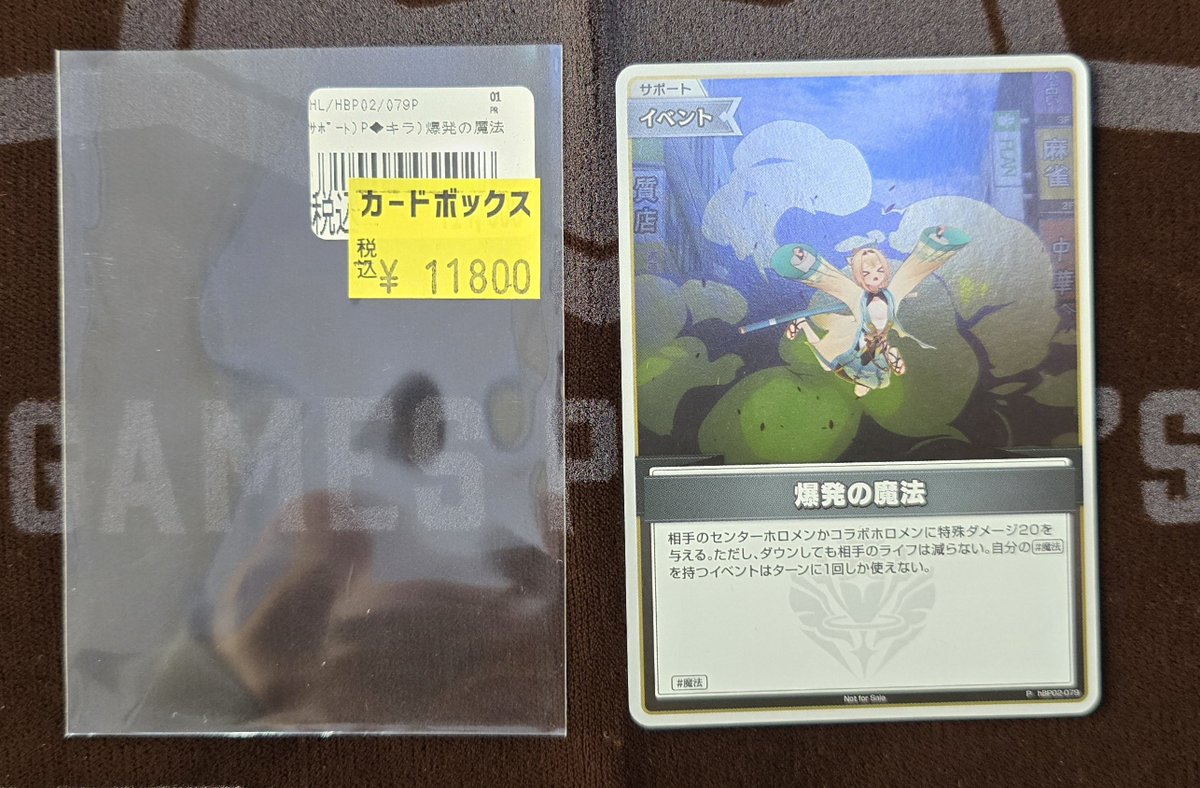 HL/HBP02/079P
01
PR
ｻﾎﾟｰﾄ)P◆キラ)爆発の魔法
税込
カードボックス
税込
¥ 11800
GAMES
サポート
イベント
質店
FRAN
3F
麻雀
2F
中華
爆発の魔法
相手のセンターホロメンかコラボホロメンに特殊ダメージ20を
与える。ただし、ダウンしても相手のライフは減らない。自分の#魔法
を持つイベントはターンに1回しか使えない。
#魔法
Not for Sale.
P hBP02-079